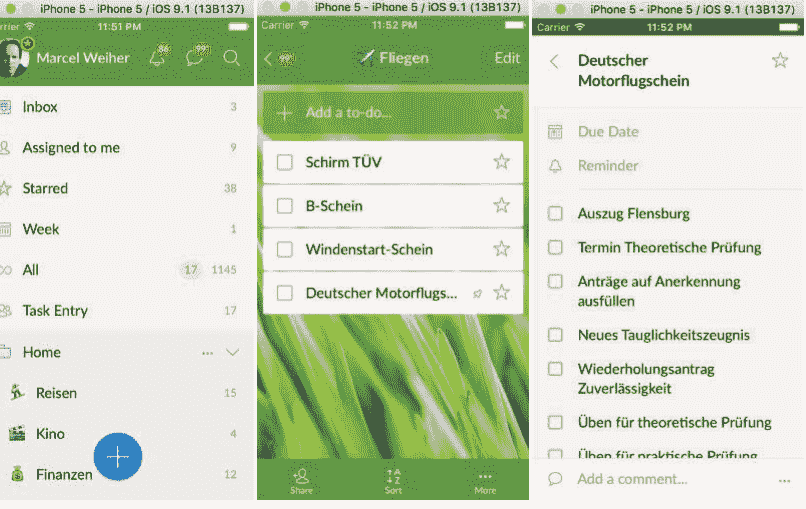 iPhone 5 - iPhone 5 / iOS 9.1 (13B137)
rrier 11:51 PM
Marcel Weiher
Inbox 3
Assigned to me 9
Starred 38
Week 1
All 17 1145
Task Entry 17
Home
Reisen 15
Kino 4
Finanzen 12
iPhone 5 - iPhone 5 / iOS 9.1 (13B137)
Carrier 11:52 PM
Fliegen Edit
Add a to-do...
Schirm TÜV
B-Schein
Windenstart-Schein
Deutscher Motorflugs...
Share Sort More
iPhone 5 - iPhone 5 / iOS 9.1 (13B137)
Carrier 11:52 PM
Deutscher
Motorflugschein
Due Date
Reminder
Auszug Flensburg
Termin Theoretische Prüfung
Anträge auf Anerkennung
ausfüllen
Neues Tauglichkeitszeugnis
Wiederholungsantrag
Zuverlässigkeit
Üben für theoretische Prüfung
Üben für praktische Prüfung
Add a comment...